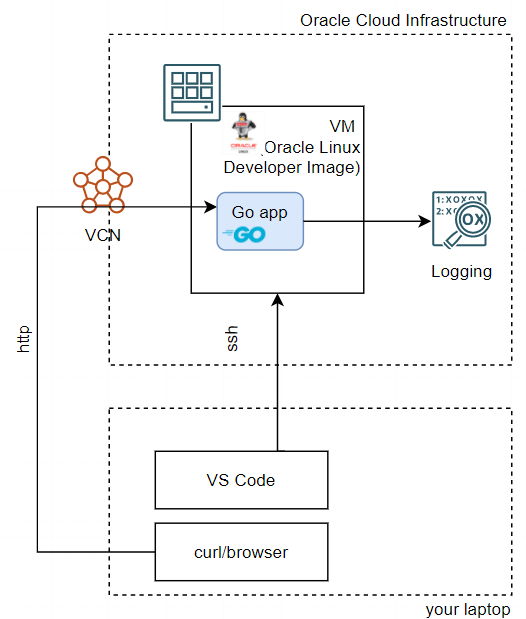 Oracle Cloud Infrastructure
VM
(Oracle Linux
Developer Image)
ORACLE
Go app
GO
VCN
1:XOXOX
2:X
OX
Logging
http
ssh
VS Code
curl/browser
your laptop